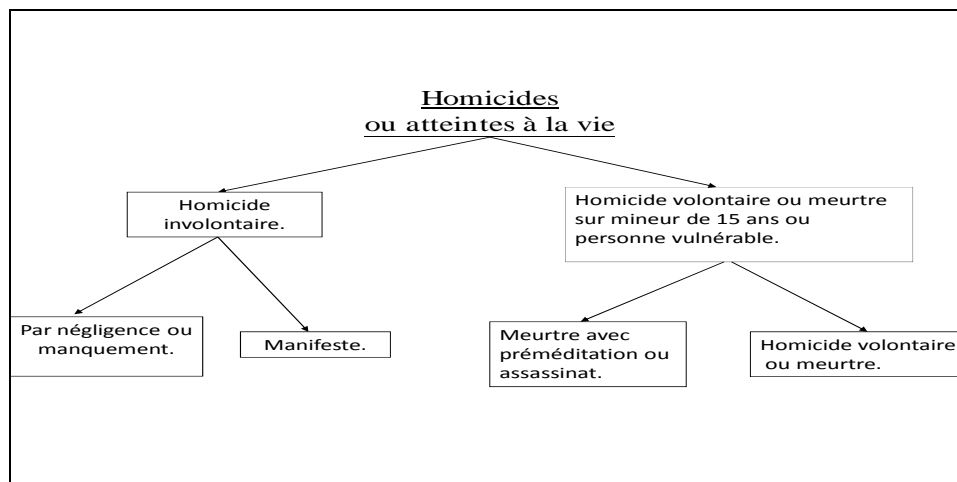 Homicides
ou atteintes à la vie
Homicide
involontaire.
Homicide volontaire ou meurtre
sur mineur de 15 ans ou
personne vulnérable.
Par négligence ou
manquement.
Manifeste.
Meurtre avec
préméditation ou
assassinat.
Homicide volontaire
ou meurtre.